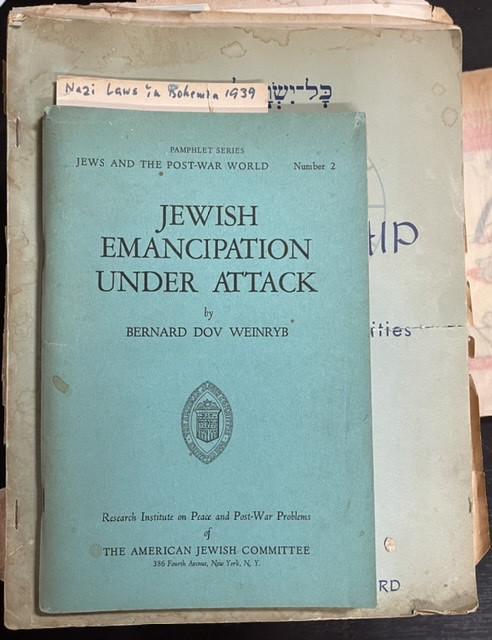 Nazi Laws in Bohemia 1939
כָּל־יִשְׂרָ
PAMPHLET SERIES
JEWS AND THE POST-WAR WORLD Number 2
JEWISH
EMANCIPATION
UNDER ATTACK
by
BERNARD DOV WEINRYB
Research Institute on Peace and Post-War Problems
of
THE AMERICAN JEWISH COMMITTEE
386 Fourth Avenue, New York, N. Y.
HIP
ities
RD